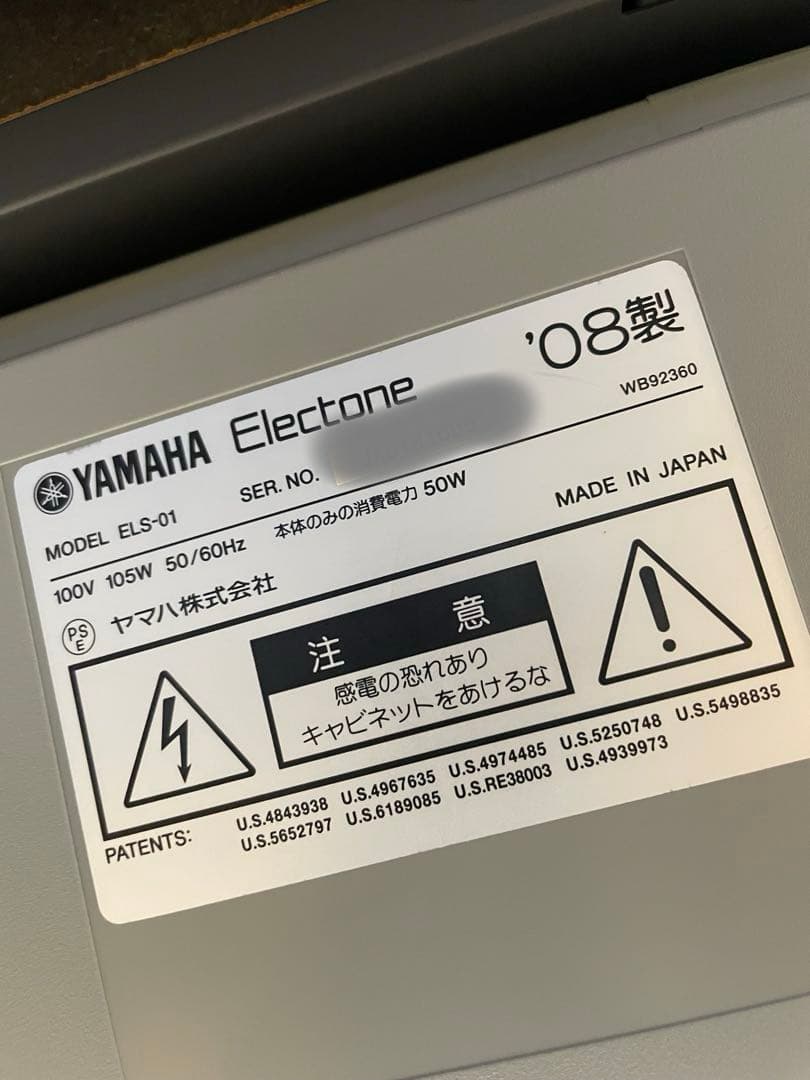 YAMAHA Electone '08製
MODEL ELS-01 SER. NO. WB92360
100V 105W 50/60Hz 本体のみの消費電力 50W
PSE ヤマハ株式会社 MADE IN JAPAN
注 意
感電の恐れあり
キャビネットをあけるな
PATENTS: U.S.4843938 U.S.4967635 U.S.4974485 U.S.5250748 U.S.5498835
U.S.5652797 U.S.6189085 U.S.RE38003 U.S.4939973